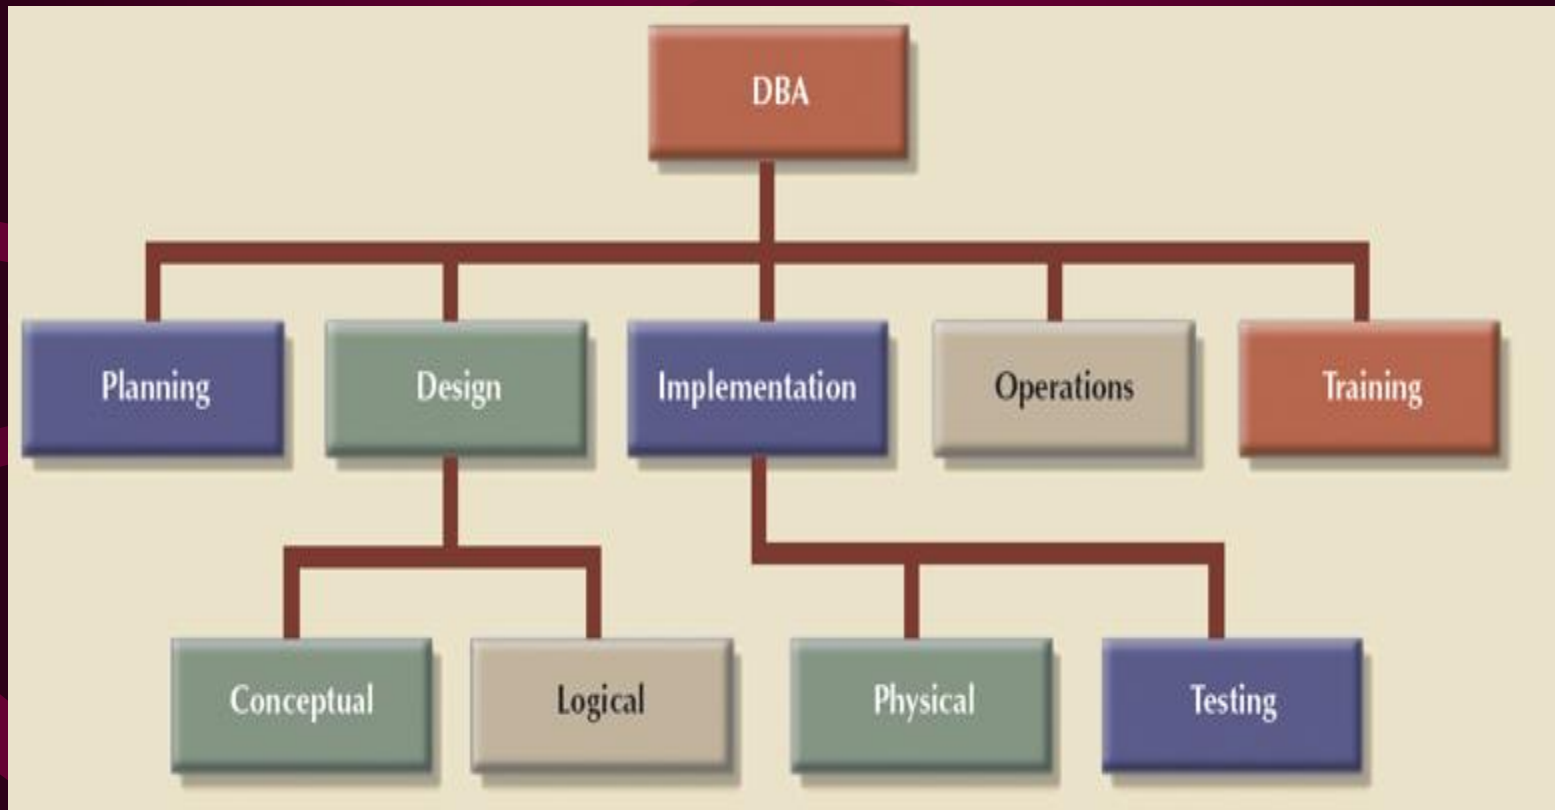 DBA
Planning
Design
Implementation
Operations
Training
Conceptual
Logical
Physical
Testing